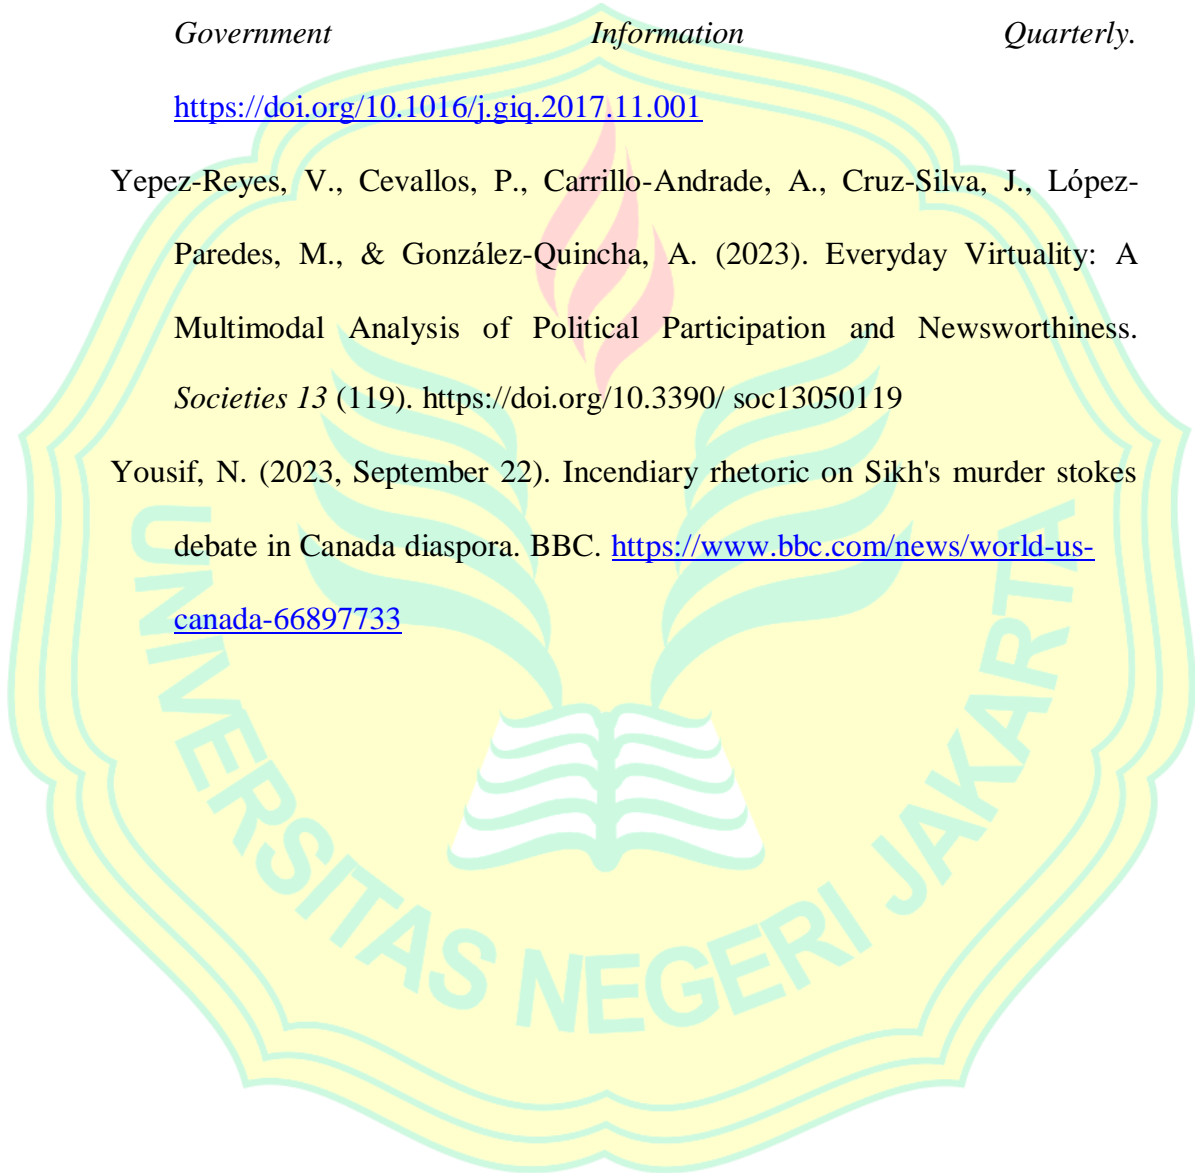 Government Information Quarterly.
https://doi.org/10.1016/j.giq.2017.11.001
Yepez-Reyes, V., Cevallos, P., Carrillo-Andrade, A., Cruz-Silva, J., López-
Paredes, M., & González-Quincha, A. (2023). Everyday Virtuality: A
Multimodal Analysis of Political Participation and Newsworthiness.
Societies 13 (119). https://doi.org/10.3390/ soc13050119
Yousif, N. (2023, September 22). Incendiary rhetoric on Sikh's murder stokes
debate in Canada diaspora. BBC. https://www.bbc.com/news/world-us-
canada-66897733
UNIVERSITAS NEGERI JAKARTA